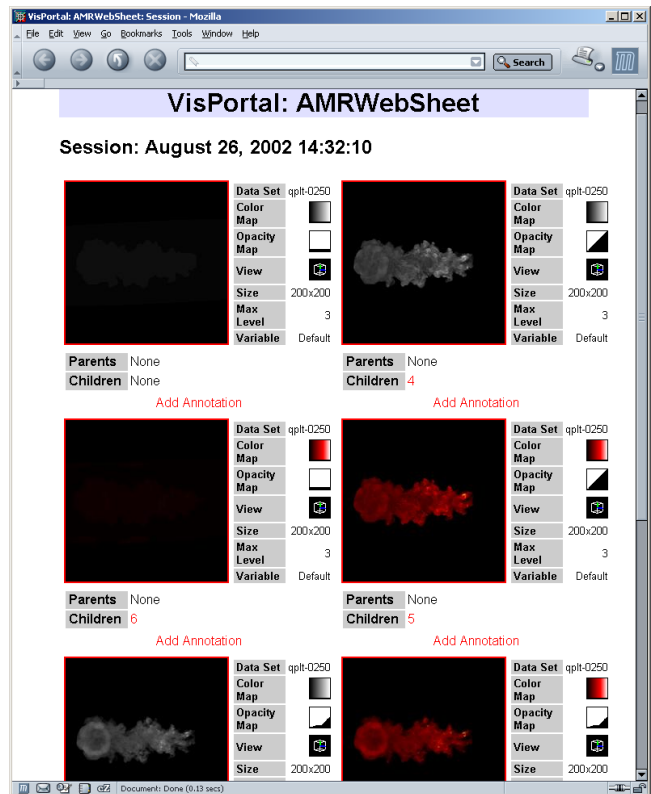 VisPortal: AMRWebSheet: Session - Mozilla
File Edit View Go Bookmarks Tools Window Help
Search
VisPortal: AMRWebSheet
Session: August 26, 2002 14:32:10
Data Set qplt-0250
Color Map
Opacity Map
View
Size 200x200
Max Level 3
Variable Default
Parents None
Children None
Add Annotation
Data Set qplt-0250
Color Map
Opacity Map
View
Size 200x200
Max Level 3
Variable Default
Parents None
Children 4
Add Annotation
Data Set qplt-0250
Color Map
Opacity Map
View
Size 200x200
Max Level 3
Variable Default
Parents None
Children 6
Add Annotation
Data Set qplt-0250
Color Map
Opacity Map
View
Size 200x200
Max Level 3
Variable Default
Parents None
Children 5
Add Annotation
Data Set qplt-0250
Color Map
Opacity Map
View
Size 200x200
Data Set qplt-0250
Color Map
Opacity Map
View
Size 200x200
Document: Done (0.13 secs)